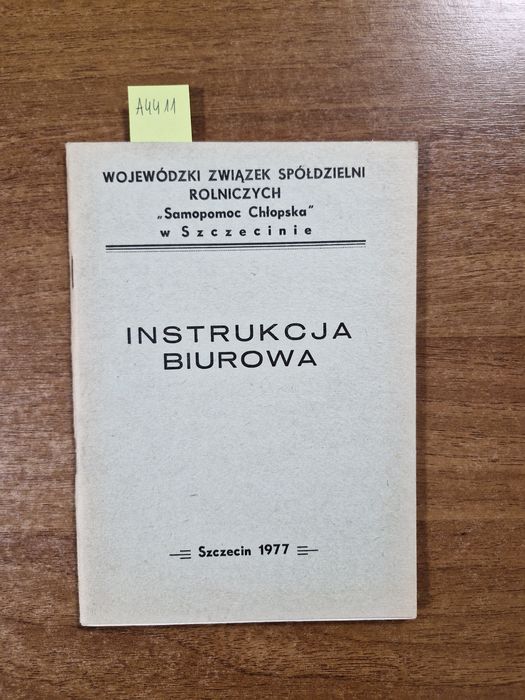 A4411
WOJEWÓDZKI ZWIĄZEK SPÓŁDZIELNI
ROLNICZYCH
„Samopomoc Chłopska"
w Szczecinie
INSTRUKCJA
BIUROWA
Szczecin 1977